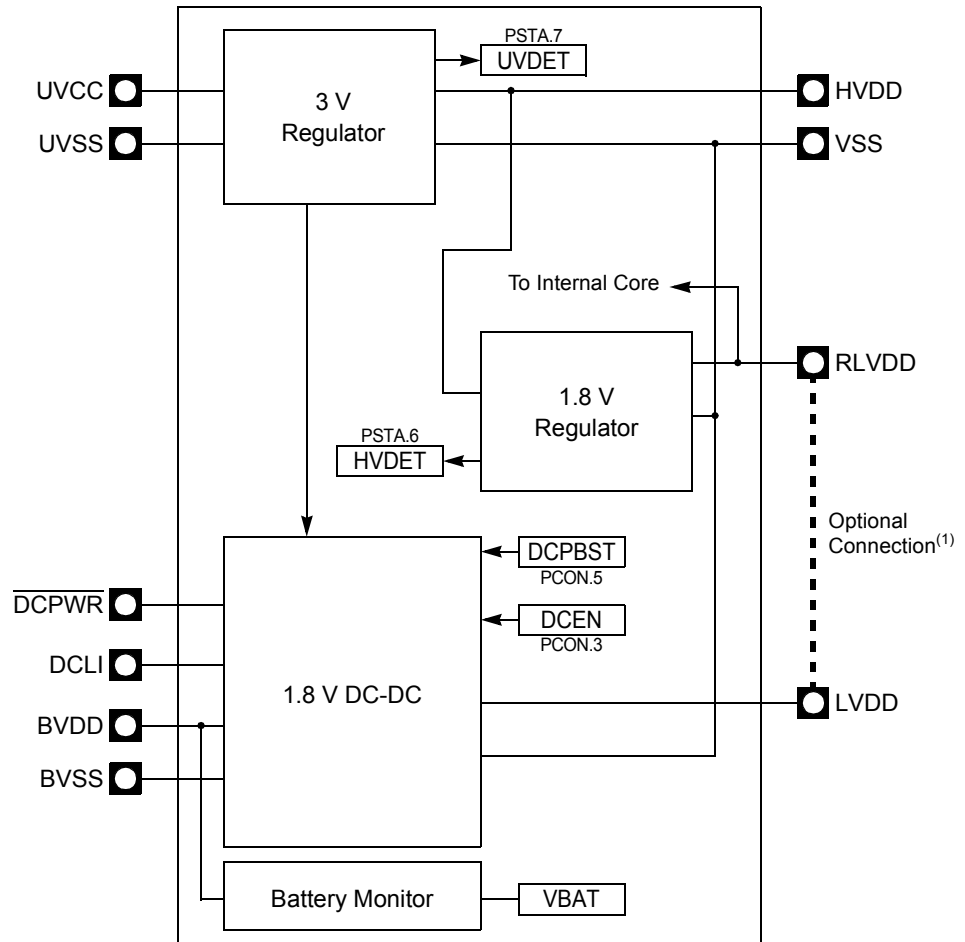 PSTA.7
UVDET
UVCC
3 V
Regulator
HVDD
UVSS
VSS
To Internal Core
RLVDD
1.8 V
Regulator
PSTA.6
HVDET
Optional
Connection(1)
DCPBST
PCON.5
DCPWR
DCEN
PCON.3
DCLI
1.8 V DC-DC
LVDD
BVDD
BVSS
Battery Monitor
VBAT